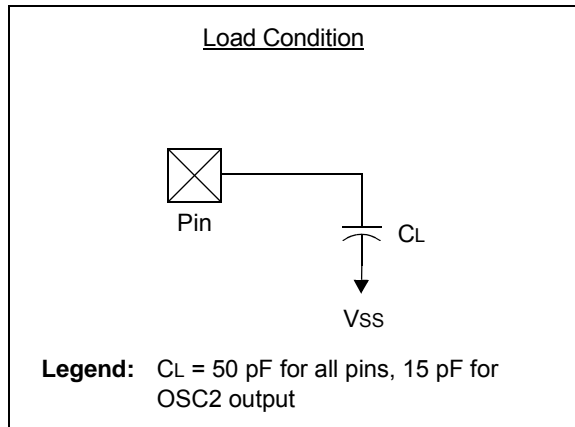 Load Condition
Pin
CL
VSS
Legend: CL = 50 pF for all pins, 15 pF for
OSC2 output